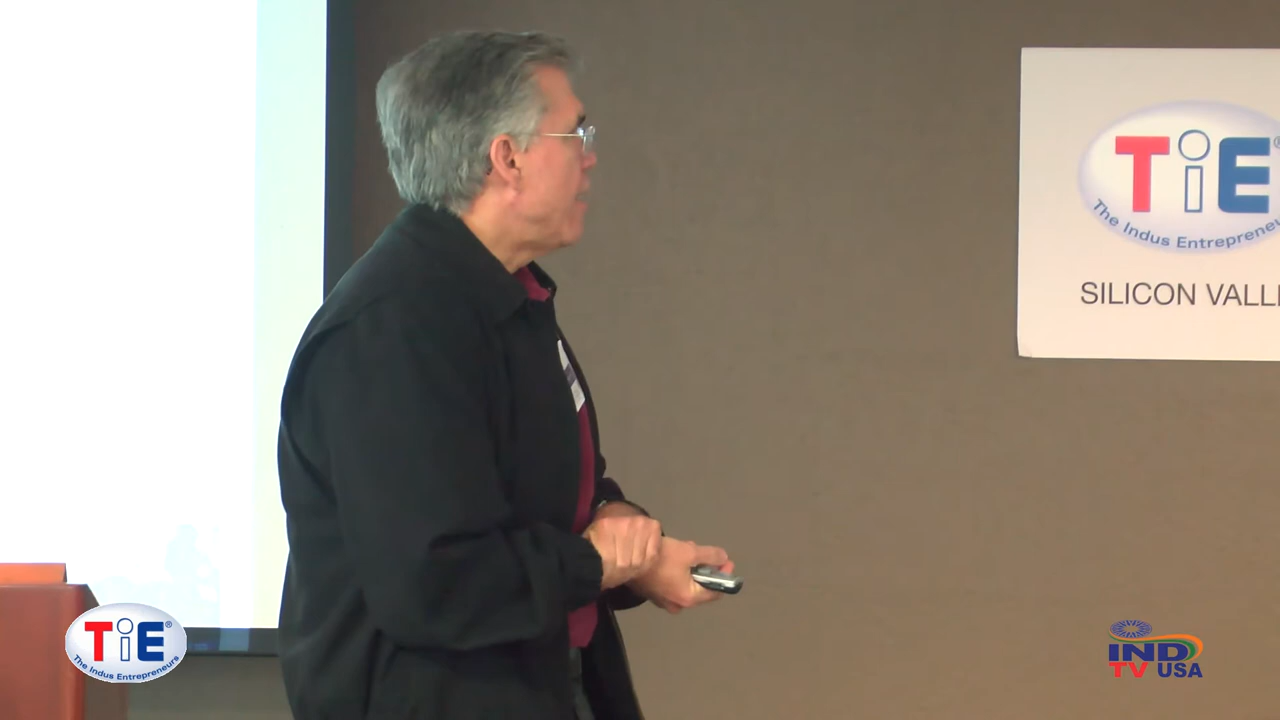 TiE®
The Indus Entrepreneu
SILICON VALL
TiE®
The Indus Entrepreneurs
IND
TV USA